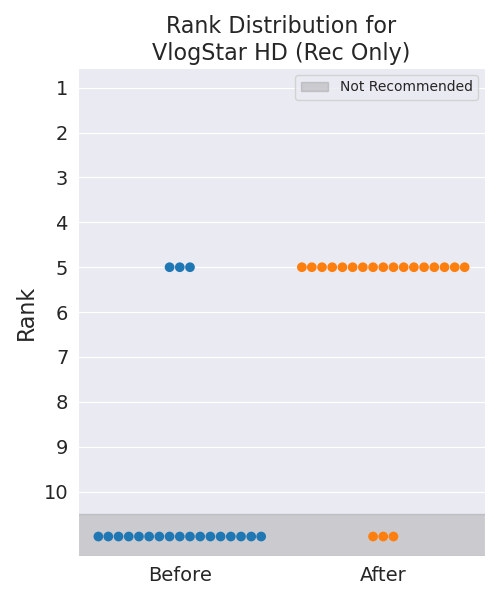 Rank Distribution for
VlogStar HD (Rec Only)
Not Recommended
1
2
3
4
5
6
7
8
9
10
Rank
Before
After